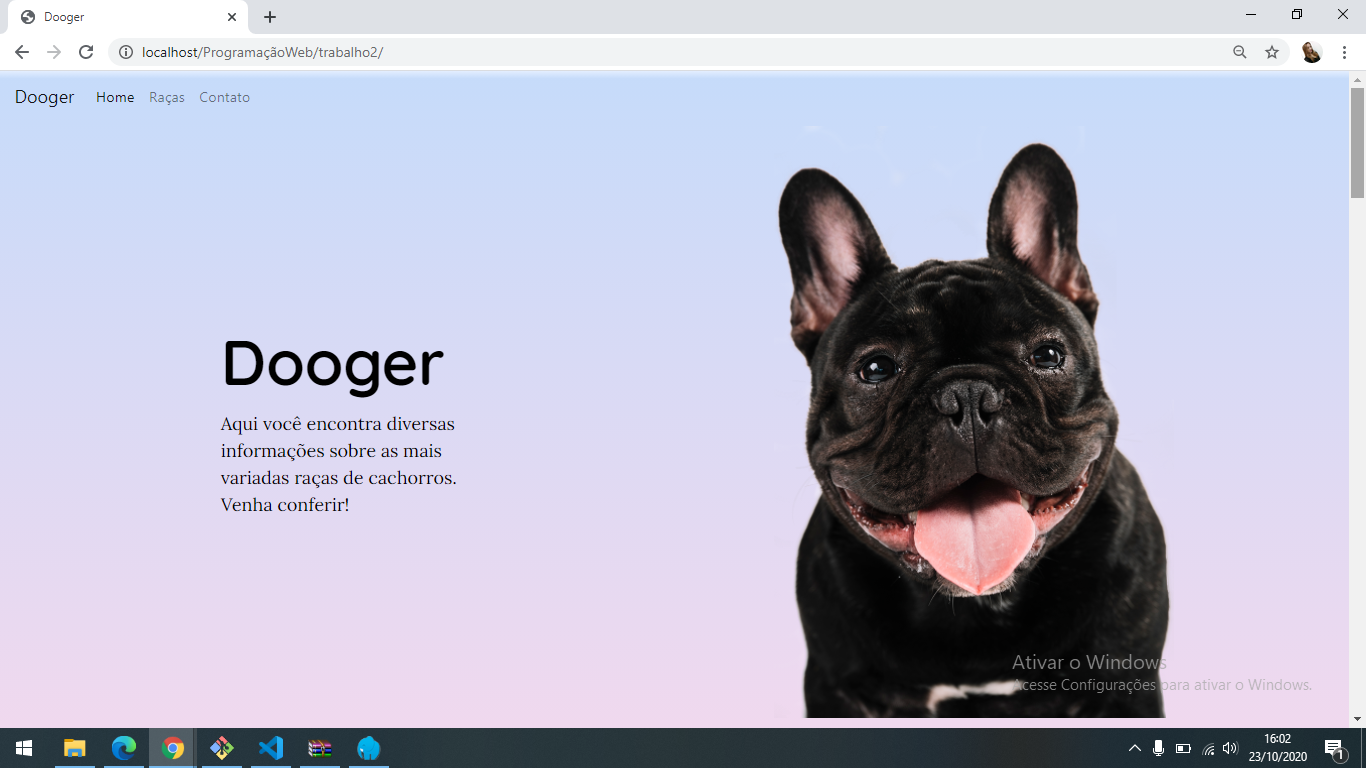 Dooger
localhost/ProgramaçãoWeb/trabalho2/
Dooger Home Raças Contato
Dooger
Aqui você encontra diversas
informações sobre as mais
variadas raças de cachorros.
Venha conferir!
Ativar o Windows
Acesse Configurações para ativar o Windows.
16:02
23/10/2020
1